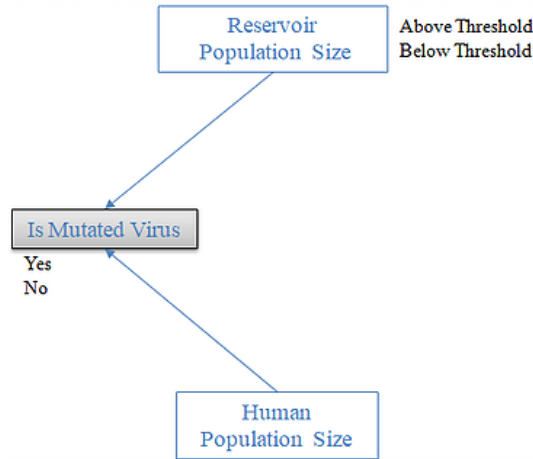 Reservoir
Population Size
Above Threshold
Below Threshold
Is Mutated Virus
Yes
No
Human
Population Size